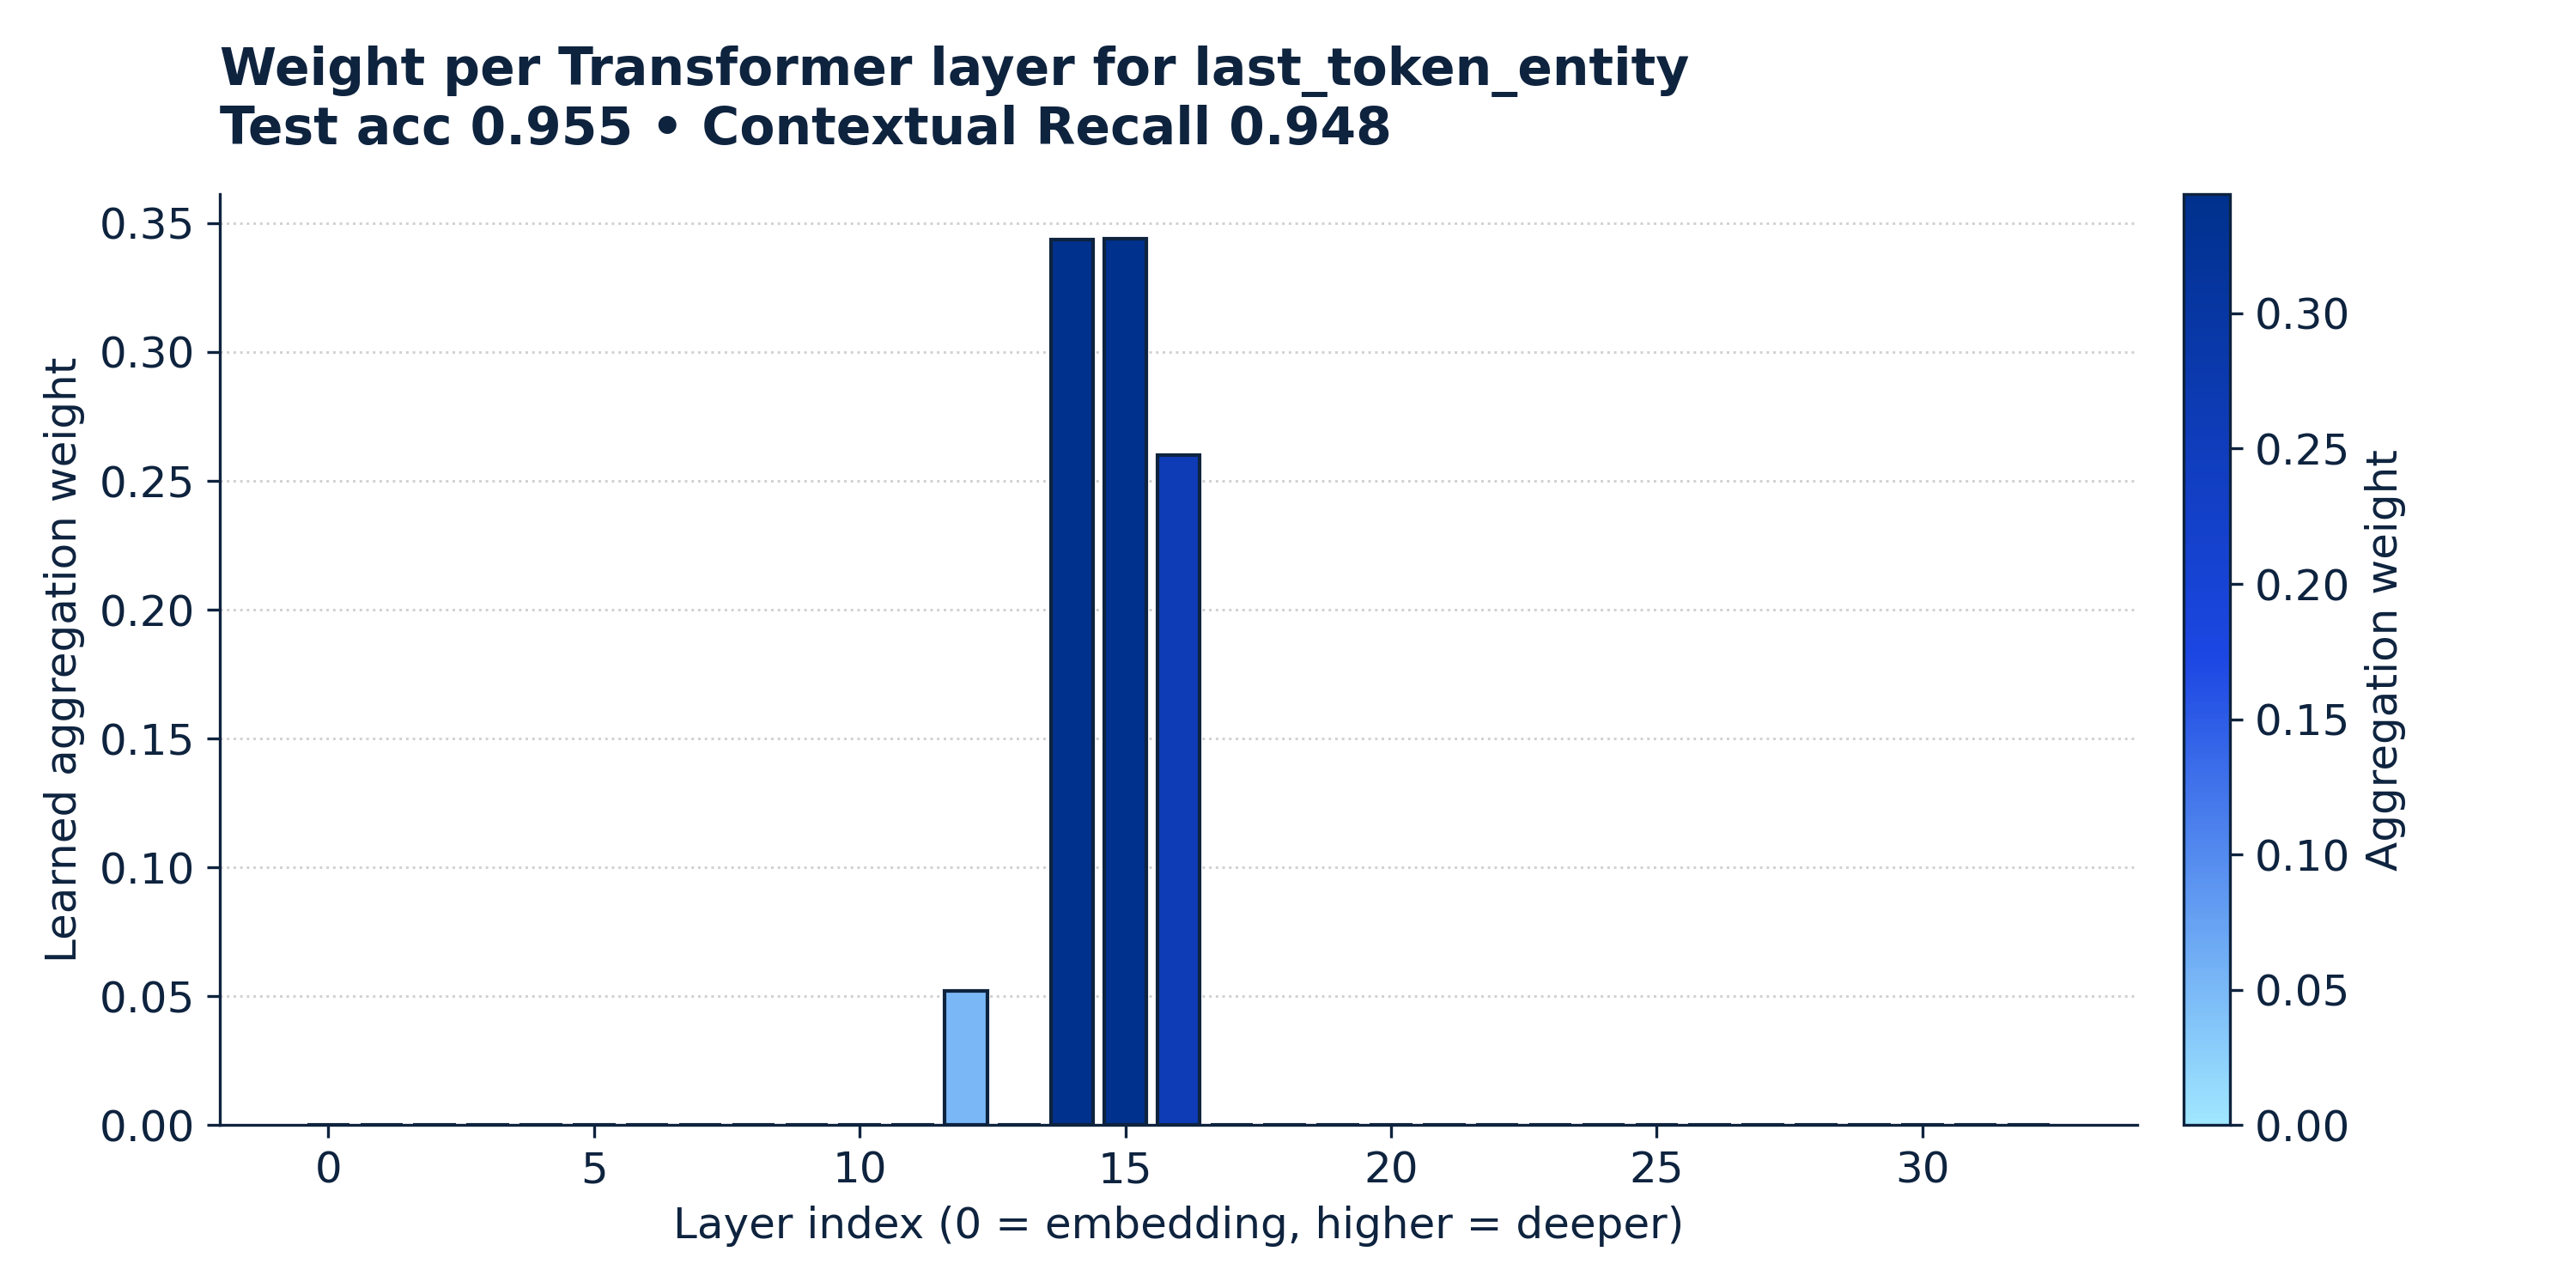 Weight per Transformer layer for last_token_entity
Test acc 0.955 • Contextual Recall 0.948
Learned aggregation weight
0.35
0.30
0.25
0.20
0.15
0.10
0.05
0.00
0 5 10 15 20 25 30
Layer index (0 = embedding, higher = deeper)
0.30
0.25
0.20
0.15
0.10
0.05
0.00
Aggregation weight